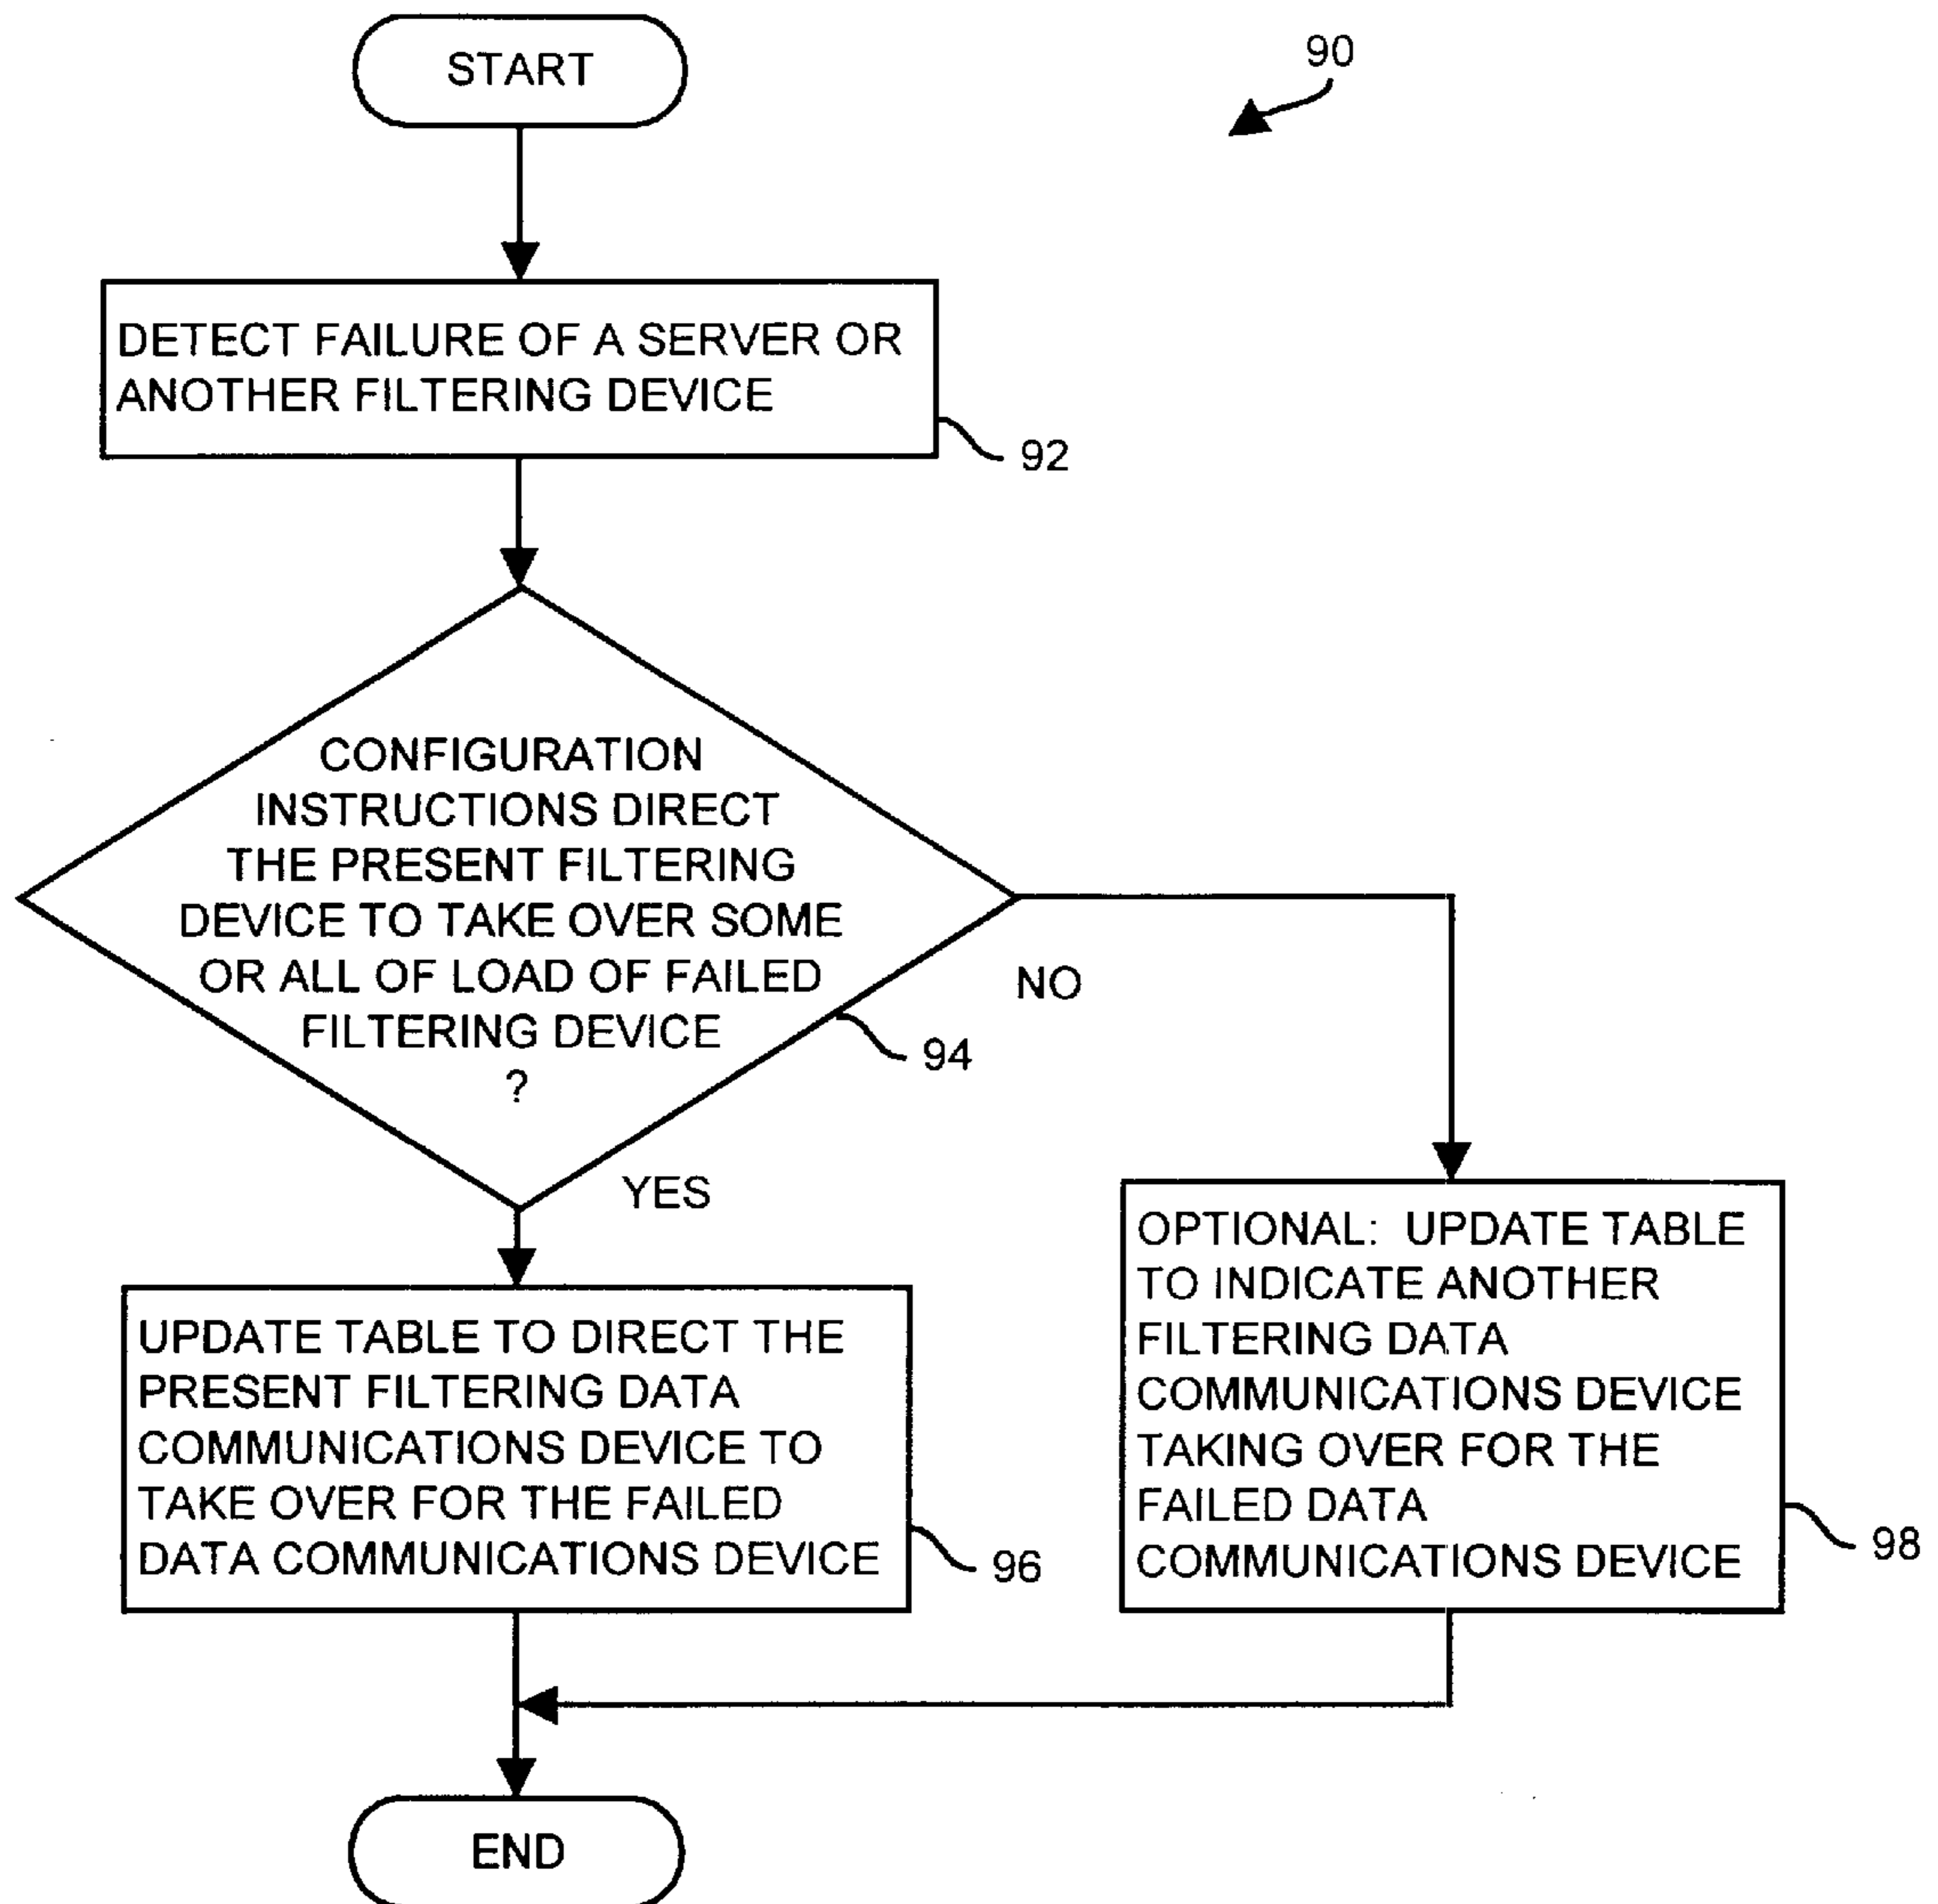 START
90
DETECT FAILURE OF A SERVER OR
ANOTHER FILTERING DEVICE
92
CONFIGURATION
INSTRUCTIONS DIRECT
THE PRESENT FILTERING
DEVICE TO TAKE OVER SOME
OR ALL OF LOAD OF FAILED
FILTERING DEVICE
?
94
NO
YES
UPDATE TABLE TO DIRECT THE
PRESENT FILTERING DATA
COMMUNICATIONS DEVICE TO
TAKE OVER FOR THE FAILED
DATA COMMUNICATIONS DEVICE
96
OPTIONAL: UPDATE TABLE
TO INDICATE ANOTHER
FILTERING DATA
COMMUNICATIONS DEVICE
TAKING OVER FOR THE
FAILED DATA
COMMUNICATIONS DEVICE
98
END